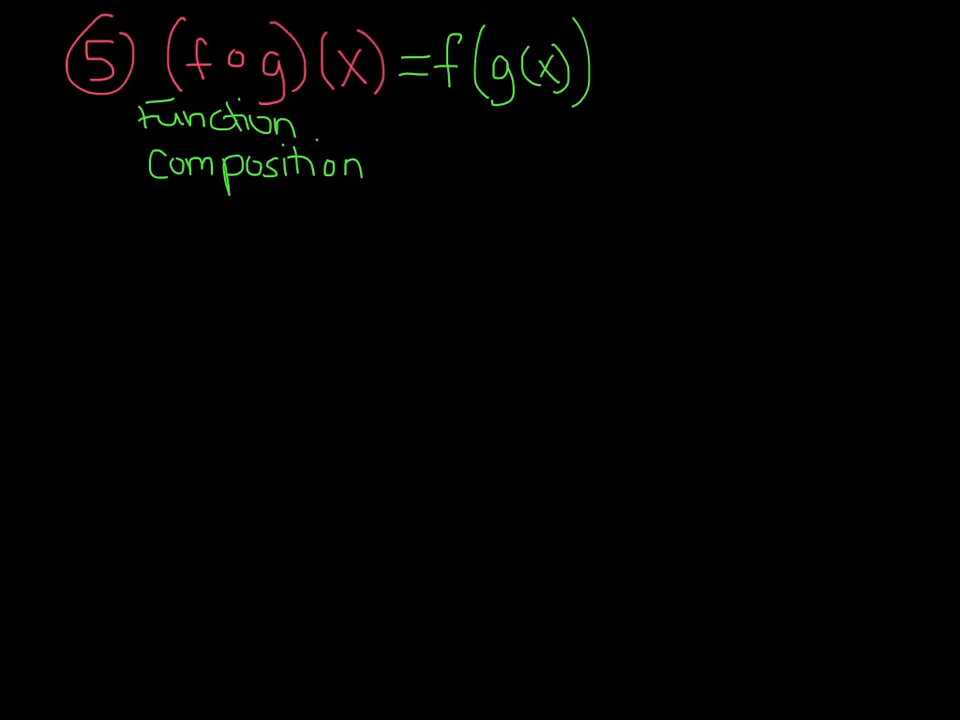 ⑤ (f ∘ g)(x) = f(g(x))
Function
Composition